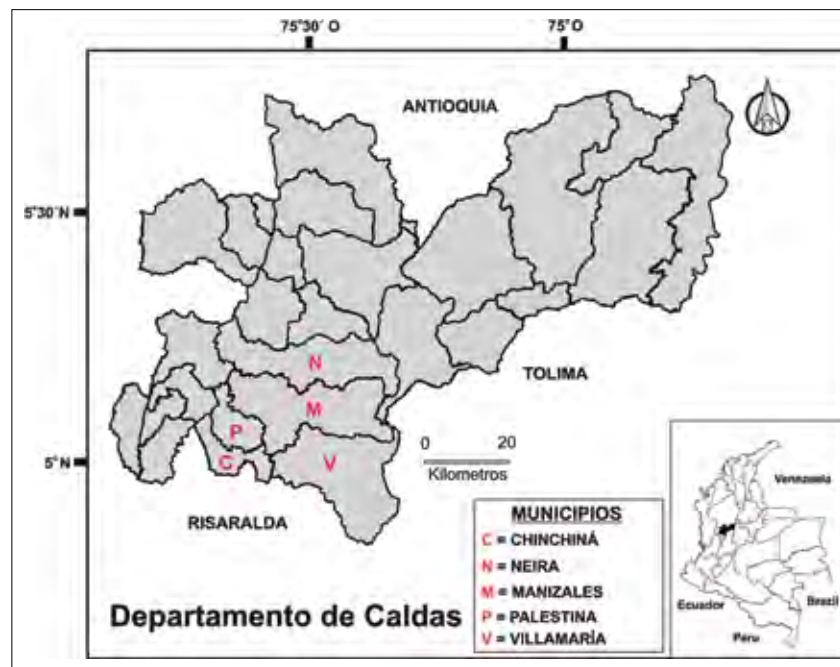 75°30' O
75°O
ANTIOQUIA
5°30'N
N
TOLIMA
M
P
0 20
Kilometros
5°N
C
V
RISARALDA
MUNICIPIOS
C = CHINCHINÁ
N = NEIRA
M = MANIZALES
P = PALESTINA
V = VILLAMARÍA
Departamento de Caldas
Venezuela
Ecuador
Brazil
Peru